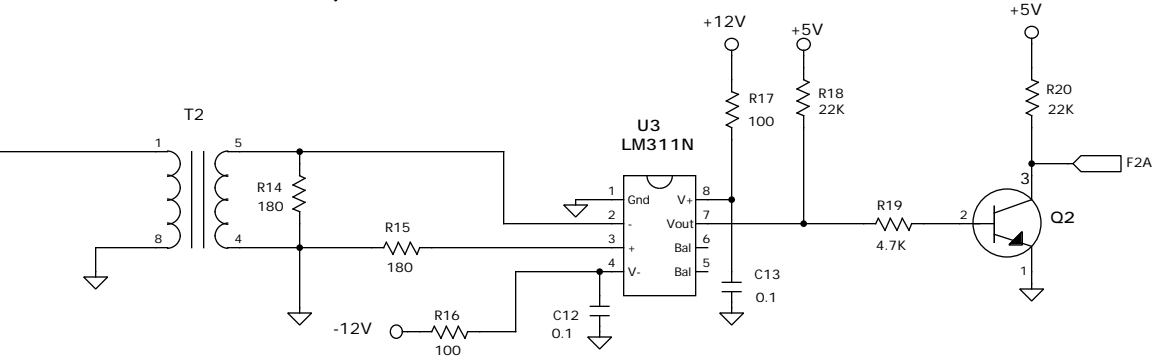 +5V
+12V
+5V
R17
100
R18
22K
R20
22K
T2
U3
LM311N
1
5
R14
180
1
Gnd
V+
8
F2A
3
2
-
Vout
7
R19
4.7K
2
Q2
8
4
R15
180
3
+
Bal
6
4
V-
Bal
5
1
C13
0.1
-12V
R16
100
C12
0.1